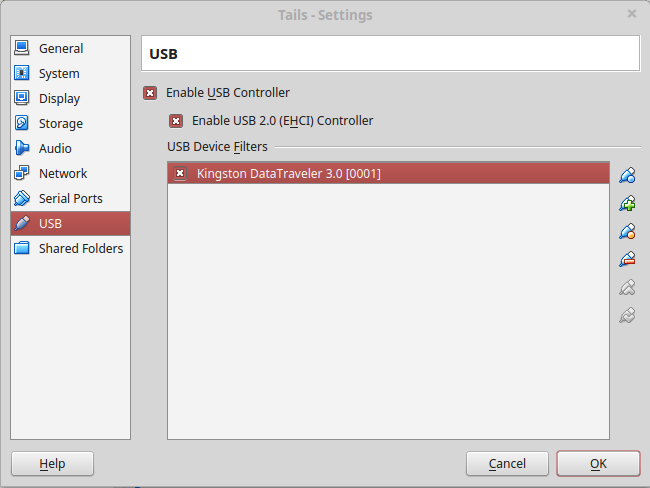 Tails - Settings
General
System
Display
Storage
Audio
Network
Serial Ports
USB
Shared Folders
USB
Enable USB Controller
Enable USB 2.0 (EHCI) Controller
USB Device Filters
Kingston DataTraveler 3.0 [0001]
Help
Cancel
OK